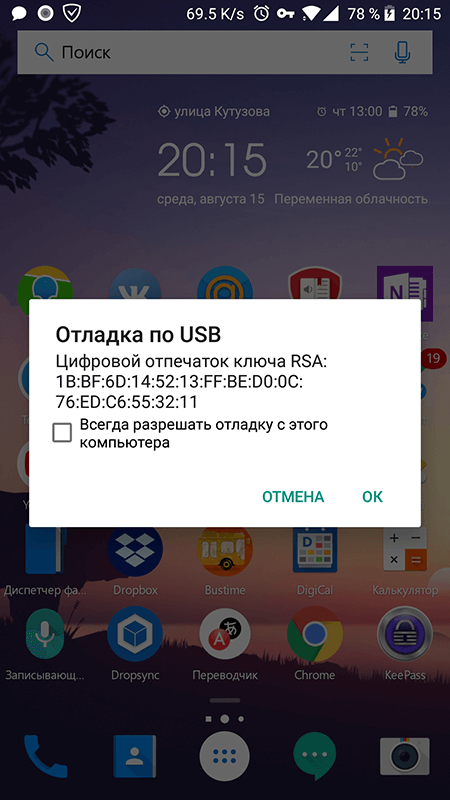 69.5 K/s 78 % 20:15
Поиск
улица Кутузова чт 13:00 78%
20:15 20° 22°
10°
среда, августа 15 Переменная облачность
Отладка по USB
Цифровой отпечаток ключа RSA:
1B:BF:6D:14:52:13:FF:BE:D0:0C:
76:ED:C6:55:32:11
Всегда разрешать отладку с этого
компьютера
19
ОТМЕНА ОК
Диспетчер фа... Dropbox Bustime DigiCal Калькулятор
Записывающ... Dropsync Переводчик Chrome KeePass